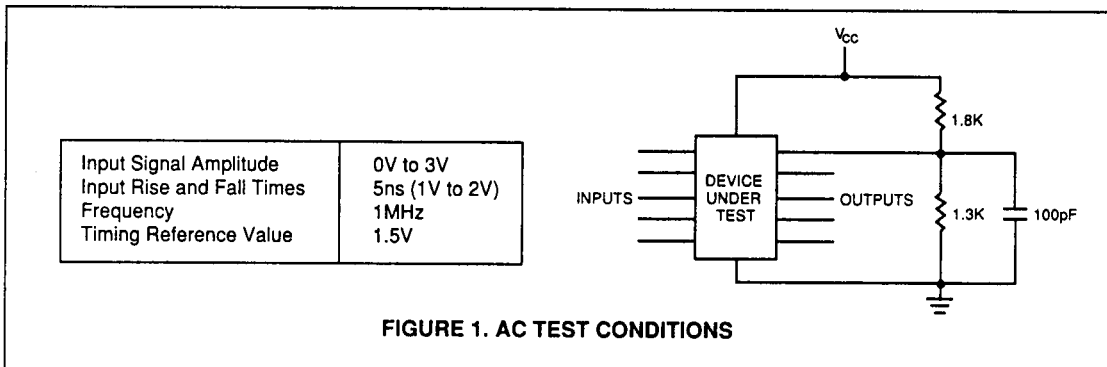 Input Signal Amplitude 0V to 3V
Input Rise and Fall Times 5ns (1V to 2V)
Frequency 1MHz
Timing Reference Value 1.5V
VCC
1.8K
INPUTS
DEVICE
UNDER
TEST
OUTPUTS
1.3K
100pF
FIGURE 1. AC TEST CONDITIONS